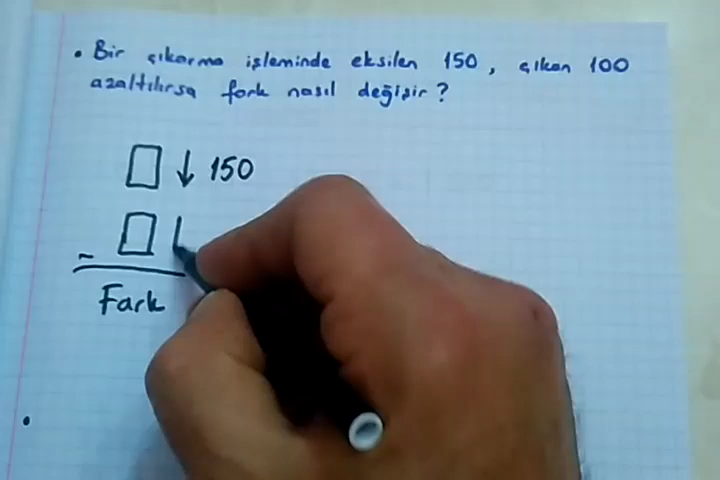 • Bir çıkarma işleminde eksilen 150, çıkan 100
azaltılırsa fark nasıl değişir?
↓ 150
-
Fark